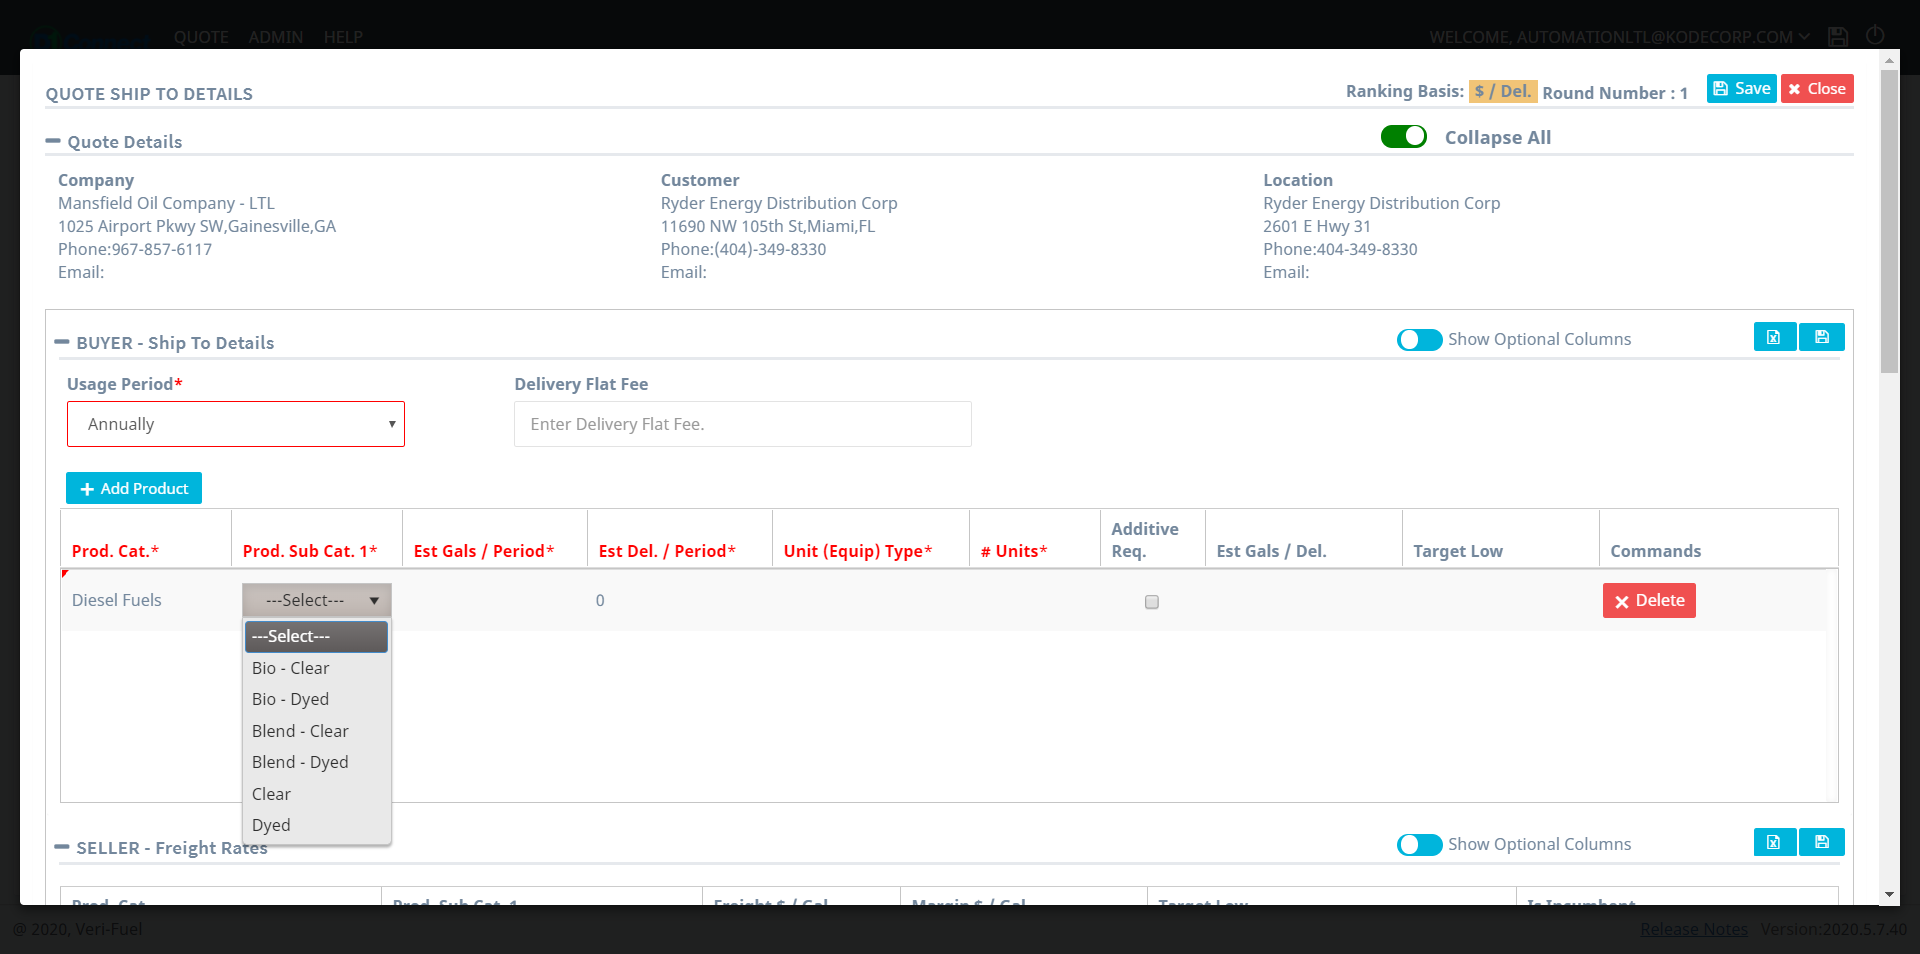 QUOTE ADMIN HELP
WELCOME, AUTOMATIONLTL@KODECORP.COM
QUOTE SHIP TO DETAILS
Ranking Basis: $ / Del. Round Number : 1
Save
Close
Quote Details
Collapse All
Company
Mansfield Oil Company - LTL
1025 Airport Pkwy SW,Gainesville,GA
Phone:967-857-6117
Email:
Customer
Ryder Energy Distribution Corp
11690 NW 105th St,Miami,FL
Phone:(404)-349-8330
Email:
Location
Ryder Energy Distribution Corp
2601 E Hwy 31
Phone:404-349-8330
Email:
BUYER - Ship To Details
Show Optional Columns
Usage Period*
Annually
Delivery Flat Fee
Enter Delivery Flat Fee.
+ Add Product
Prod. Cat.*
Prod. Sub Cat. 1*
Est Gals / Period*
Est Del. / Period*
Unit (Equip) Type*
# Units*
Additive
Req.
Est Gals / Del.
Target Low
Commands
Diesel Fuels
---Select---
0
Delete
---Select---
Bio - Clear
Bio - Dyed
Blend - Clear
Blend - Dyed
Clear
Dyed
SELLER - Freight Rates
Show Optional Columns
Prod. Cat.
Prod. Sub Cat. 1
Freight $ / Gal.
Margin $ / Gal.
Target Low
Is Incumbent
@ 2020, Veri-Fuel
Release Notes Version:2020.5.7.40